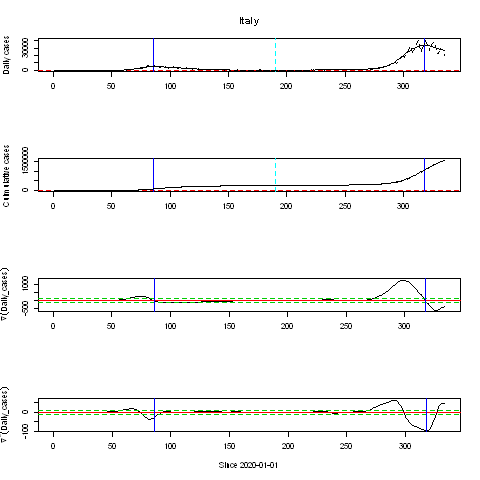 Italy
Daily cases
0 30000
0 50 100 150 200 250 300
Cumulative cases
0 1500000
0 50 100 150 200 250 300
∇(Daily_cases)
-500 1000
0 50 100 150 200 250 300
-100 0
0 50 100 150 200 250 300
Since 2020-01-01